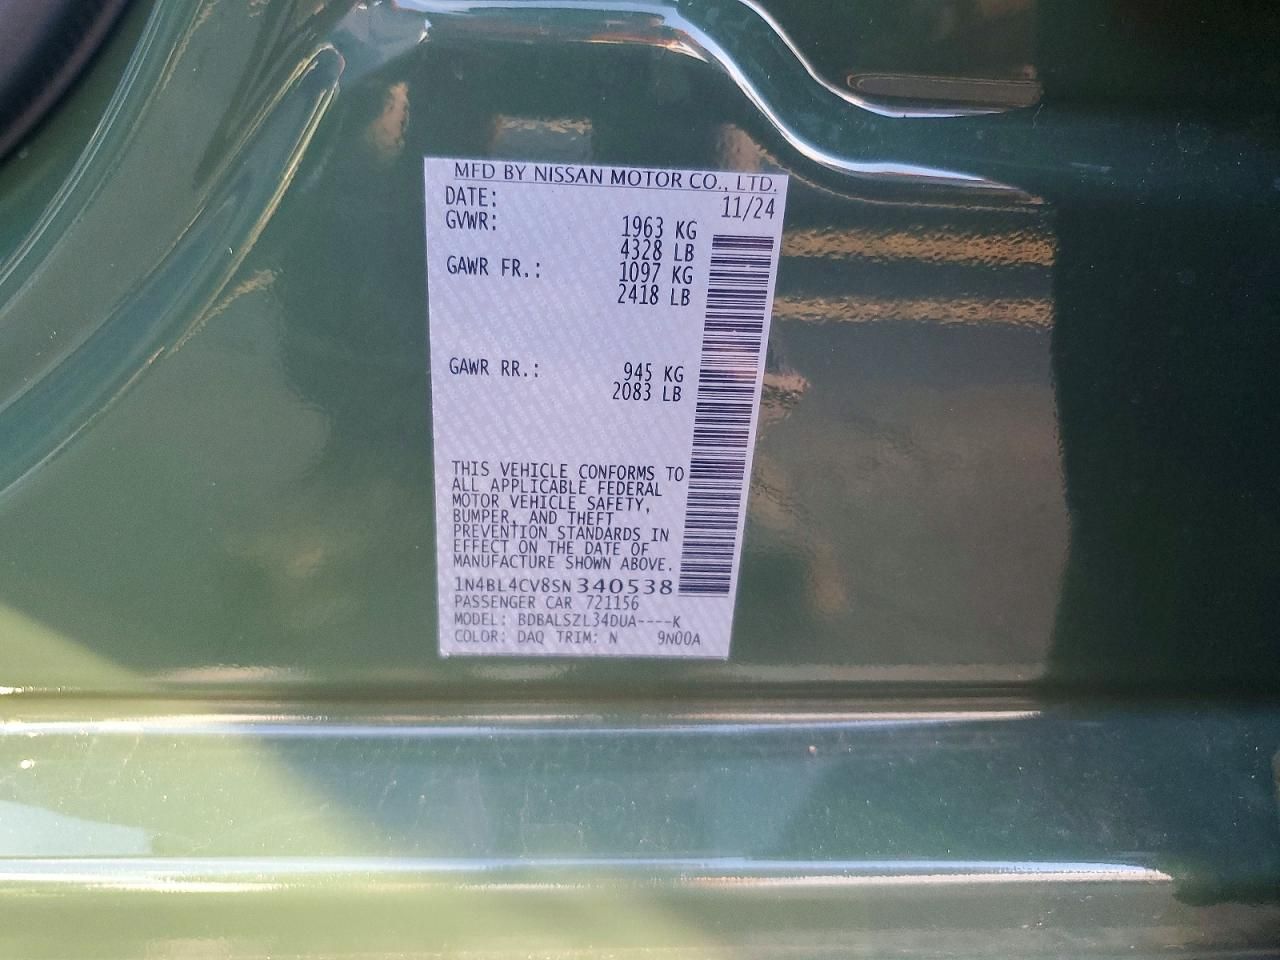 MFD BY NISSAN MOTOR CO., LTD.
DATE: 11/24
GVWR: 1963 KG
4328 LB
GAWR FR.: 1097 KG
2418 LB
GAWR RR.: 945 KG
2083 LB
THIS VEHICLE CONFORMS TO
ALL APPLICABLE FEDERAL
MOTOR VEHICLE SAFETY,
BUMPER, AND THEFT
PREVENTION STANDARDS IN
EFFECT ON THE DATE OF
MANUFACTURE SHOWN ABOVE.
1N4BL4CV8SN340538
PASSENGER CAR 721156
MODEL: BDBALSZL34DUA----K
COLOR: DAQ TRIM: N 9N00A